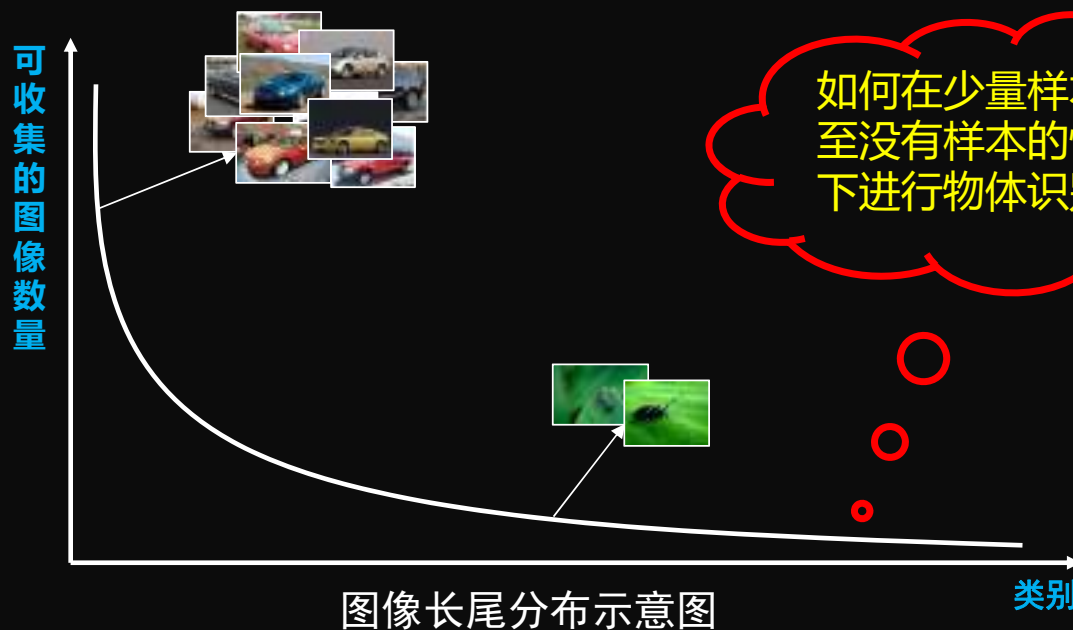 可收集的图像数量
如何在少量样
至没有样本的
下进行物体识
类别
图像长尾分布示意图